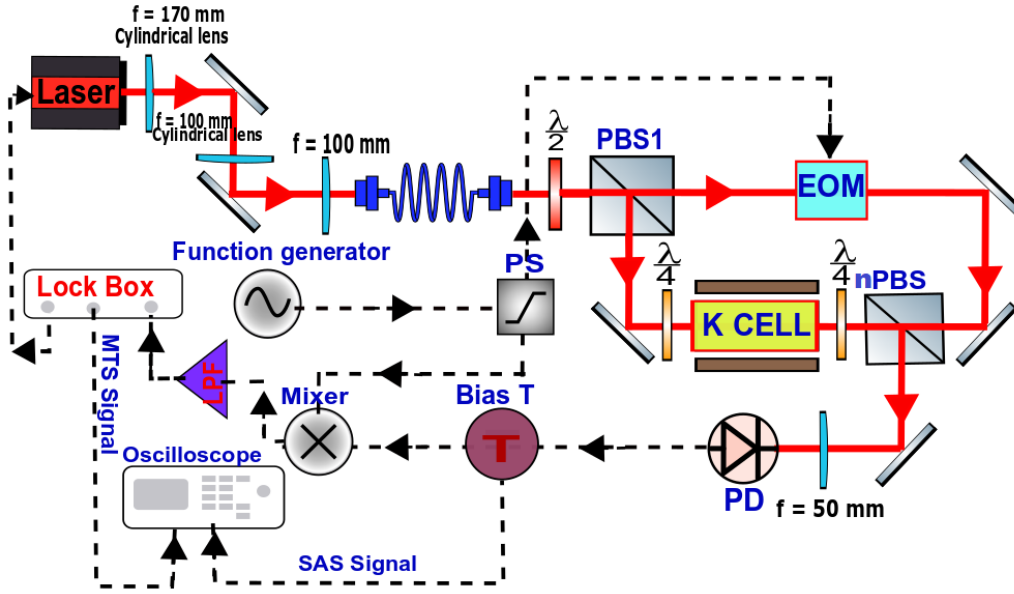 f = 170 mm
Cylindrical lens
Laser
f = 100 mm
Cylindrical lens
f = 100 mm
λ/2
PBS1
EOM
Function generator
PS
λ/4
λ/4
nPBS
Lock Box
K CELL
MTS Signal
LPF
Mixer
Bias T
T
Oscilloscope
PD
f = 50 mm
SAS Signal